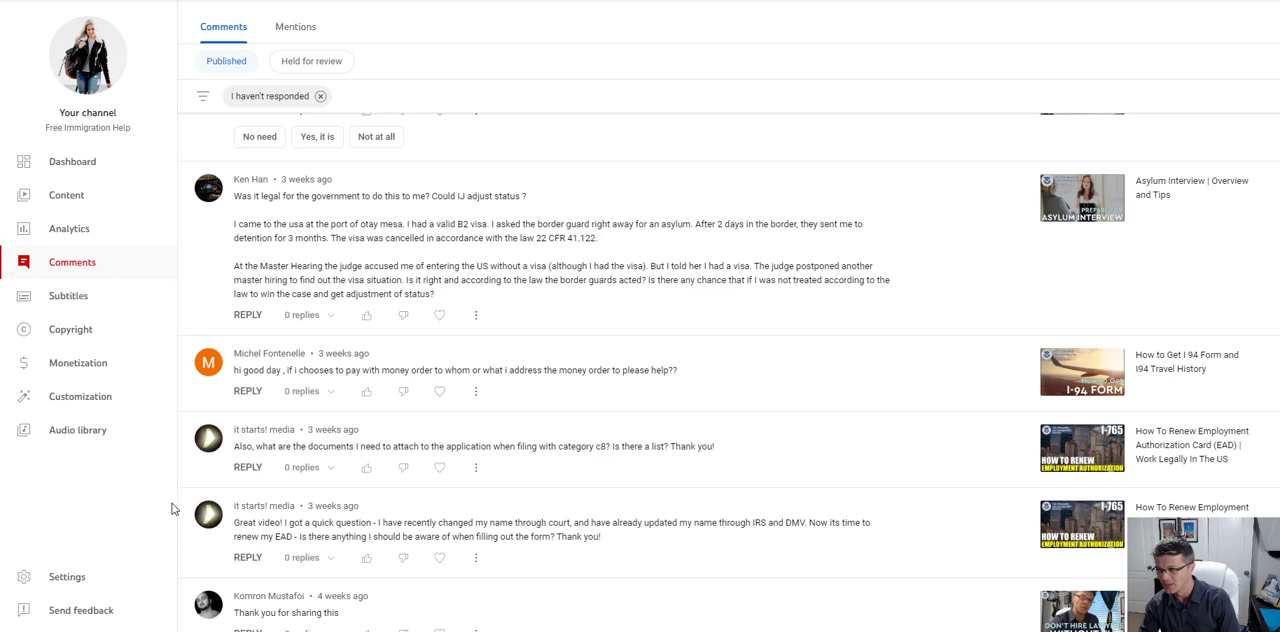 Comments
Mentions
Published
Held for review
I haven't responded
Your channel
Free Immigration Help
Dashboard
Content
Analytics
Comments
Subtitles
Copyright
Monetization
Customization
Audio library
Settings
Send feedback
No need
Yes, it is
Not at all
Ken Han • 3 weeks ago
Was it legal for the government to do this to me? Could IJ adjust status ?
I came to the usa at the port of otay mesa. I had a valid B2 visa. I asked the border guard right away for an asylum. After 2 days in the border, they sent me to
detention for 3 months. The visa was cancelled in accordance with the law 22 CFR 41.122.
At the Master Hearing the judge accused me of entering the US without a visa (although I had the visa). But I told her I had a visa. The judge postponed another
master hiring to find out the visa situation. Is it right and according to the law the border guards acted? Is there any chance that if I was not treated according to the
law to win the case and get adjustment of status?
REPLY 0 replies
PREPARE FOR
ASYLUM INTERVIEW
Asylum Interview | Overview
and Tips
M
Michel Fontenelle • 3 weeks ago
hi good day , if i chooses to pay with money order to whom or what i address the money order to please help??
REPLY 0 replies
How to Get
I-94 FORM
How to Get I 94 Form and
I94 Travel History
it starts! media • 3 weeks ago
Also, what are the documents I need to attach to the application when filing with category c8? Is there a list? Thank you!
REPLY 0 replies
I-765
HOW TO RENEW
EMPLOYMENT AUTHORIZATION
How To Renew Employment
Authorization Card (EAD) |
Work Legally In The US
it starts! media • 3 weeks ago
Great video! I got a quick question - I have recently changed my name through court, and have already updated my name through IRS and DMV. Now its time to
renew my EAD - Is there anything I should be aware of when filling out the form? Thank you!
REPLY 0 replies
I-765
HOW TO RENEW
EMPLOYMENT AUTHORIZATION
How To Renew Employment
Komron Mustafoi • 4 weeks ago
Thank you for sharing this
DON'T HIRE LAWYERS